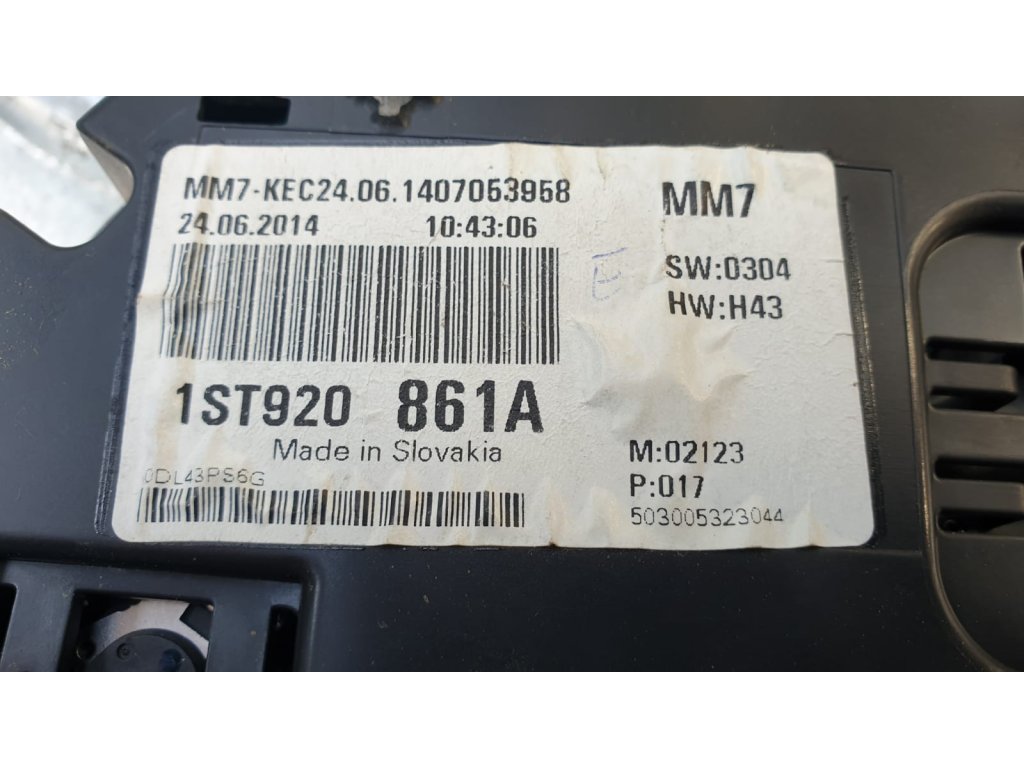 MM7-KEC24.06.1407053958
24.06.2014 10:43:06
MM7
SW:0304
HW:H43
E
1ST920 861A
Made in Slovakia
0DL43PS6G
M:02123
P:017
503005323044